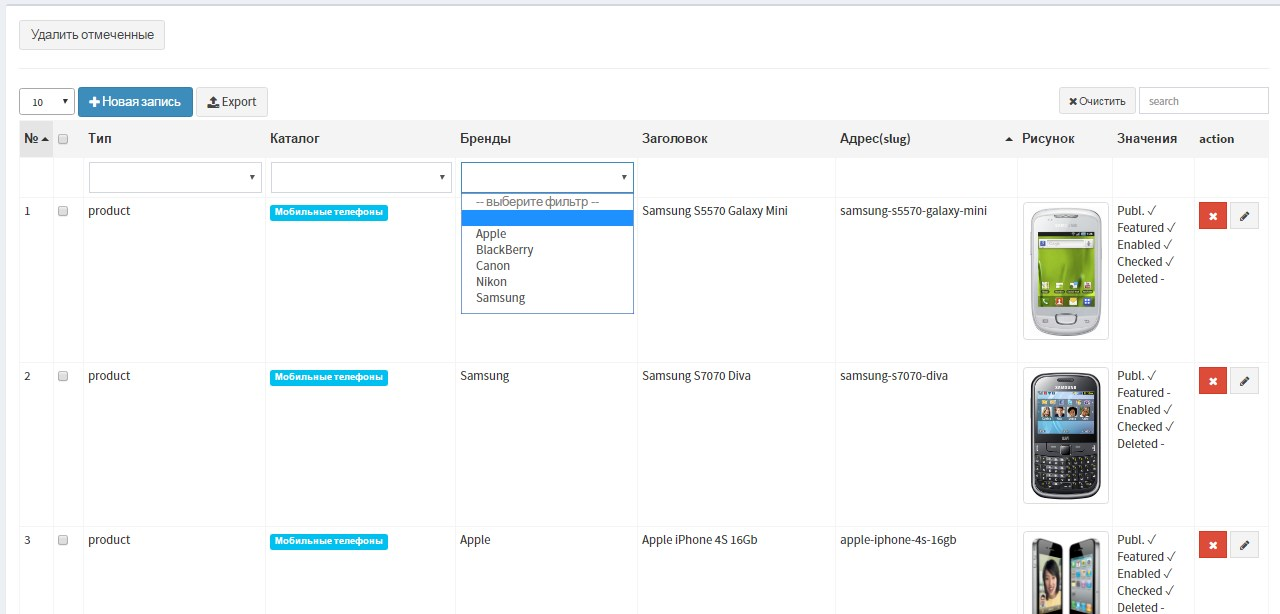 Удалить отмеченные
10 Новая запись Export Очистить search
№ Тип Каталог Бренды Заголовок Адрес(slug) Рисунок Значения action
-- выберите фильтр --
Apple
BlackBerry
Canon
Nikon
Samsung
1 product Мобильные телефоны Samsung S5570 Galaxy Mini samsung-s5570-galaxy-mini
Publ. ✓
Featured ✓
Enabled ✓
Checked ✓
Deleted -
2 product Мобильные телефоны Samsung Samsung S7070 Diva samsung-s7070-diva
SAMSUNG
Publ. ✓
Featured -
Enabled ✓
Checked ✓
Deleted -
3 product Мобильные телефоны Apple Apple iPhone 4S 16Gb apple-iphone-4s-16gb
Publ. ✓
Featured ✓
Enabled ✓
Checked ✓
Deleted -